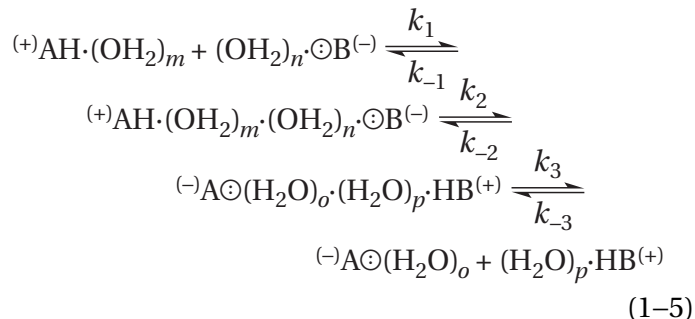 (+)AH·(OH2)m + (OH2)n·⊙B(−) ⇌ k1 k−1
(+)AH·(OH2)m·(OH2)n·⊙B(−) ⇌ k2 k−2
(−)A⊙(H2O)o·(H2O)p·HB(+) ⇌ k3 k−3
(−)A⊙(H2O)o + (H2O)p·HB(+)
(1–5)